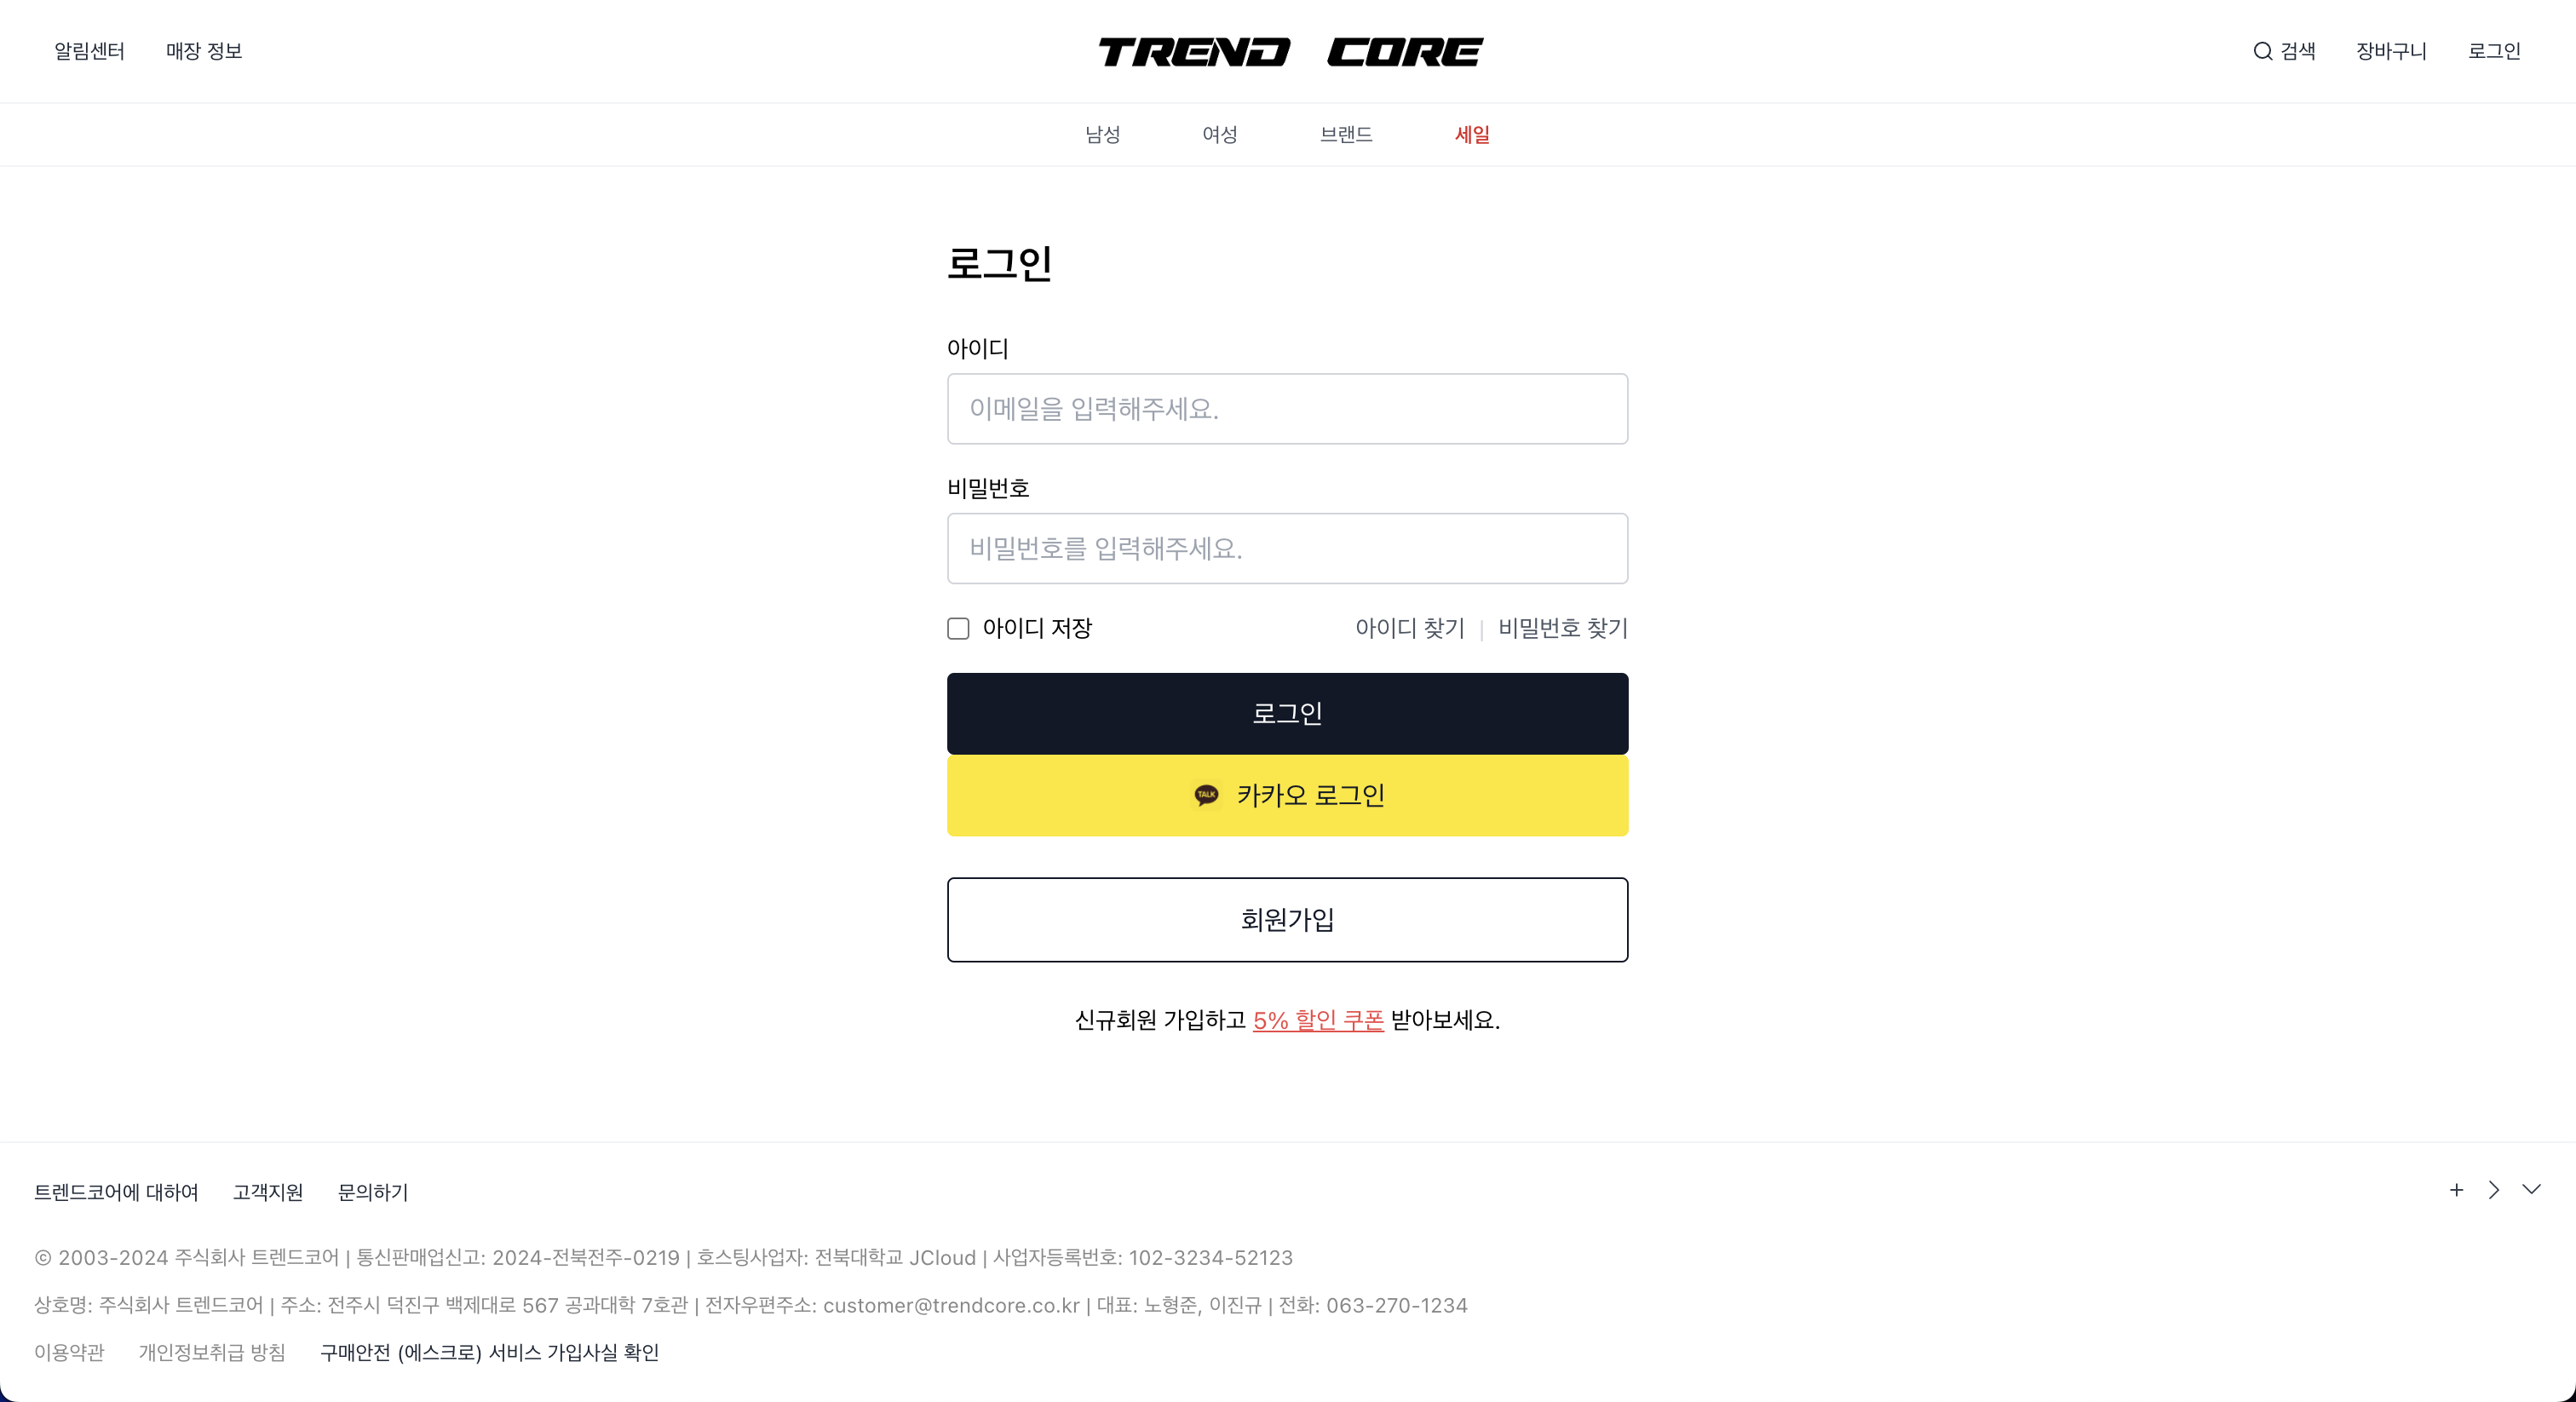 알림센터 매장 정보 TREND CORE 검색 장바구니 로그인
남성 여성 브랜드 세일
로그인
아이디
이메일을 입력해주세요.
비밀번호
비밀번호를 입력해주세요.
아이디 저장 아이디 찾기 | 비밀번호 찾기
로그인
TALK 카카오 로그인
회원가입
신규회원 가입하고 5% 할인 쿠폰 받아보세요.
트렌드코어에 대하여 고객지원 문의하기
© 2003-2024 주식회사 트렌드코어 | 통신판매업신고: 2024-전북전주-0219 | 호스팅사업자: 전북대학교 JCloud | 사업자등록번호: 102-3234-52123
상호명: 주식회사 트렌드코어 | 주소: 전주시 덕진구 백제대로 567 공과대학 7호관 | 전자우편주소: customer@trendcore.co.kr | 대표: 노형준, 이진규 | 전화: 063-270-1234
이용약관 개인정보취급 방침 구매안전 (에스크로) 서비스 가입사실 확인